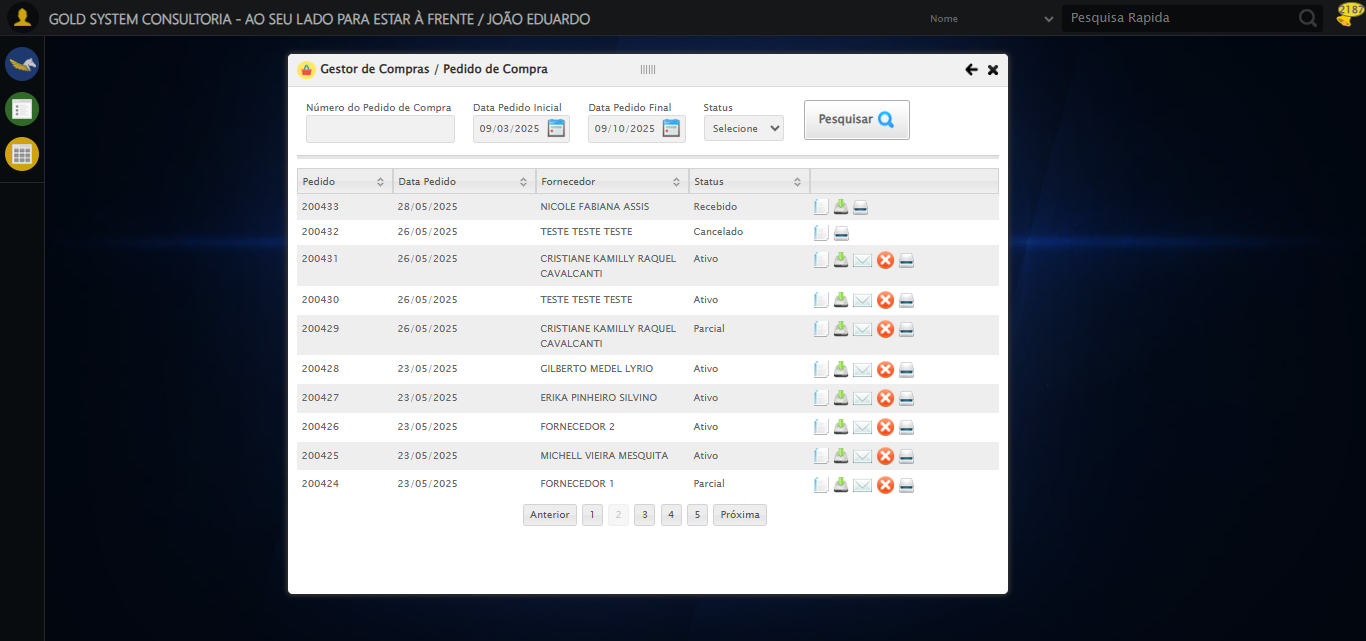 GOLD SYSTEM CONSULTORIA - AO SEU LADO PARA ESTAR À FRENTE / JOÃO EDUARDO
Nome
Pesquisa Rapida
2187
Gestor de Compras / Pedido de Compra
Número do Pedido de Compra
Data Pedido Inicial
Data Pedido Final
Status
09/03/2025
09/10/2025
Selecione
Pesquisar
Pedido Data Pedido Fornecedor Status
200433 28/05/2025 NICOLE FABIANA ASSIS Recebido
200432 26/05/2025 TESTE TESTE TESTE Cancelado
200431 26/05/2025 CRISTIANE KAMILLY RAQUEL Ativo
CAVALCANTI
200430 26/05/2025 TESTE TESTE TESTE Ativo
200429 26/05/2025 CRISTIANE KAMILLY RAQUEL Parcial
CAVALCANTI
200428 23/05/2025 GILBERTO MEDEL LYRIO Ativo
200427 23/05/2025 ERIKA PINHEIRO SILVINO Ativo
200426 23/05/2025 FORNECEDOR 2 Ativo
200425 23/05/2025 MICHELL VIEIRA MESQUITA Ativo
200424 23/05/2025 FORNECEDOR 1 Parcial
Anterior 1 2 3 4 5 Próxima